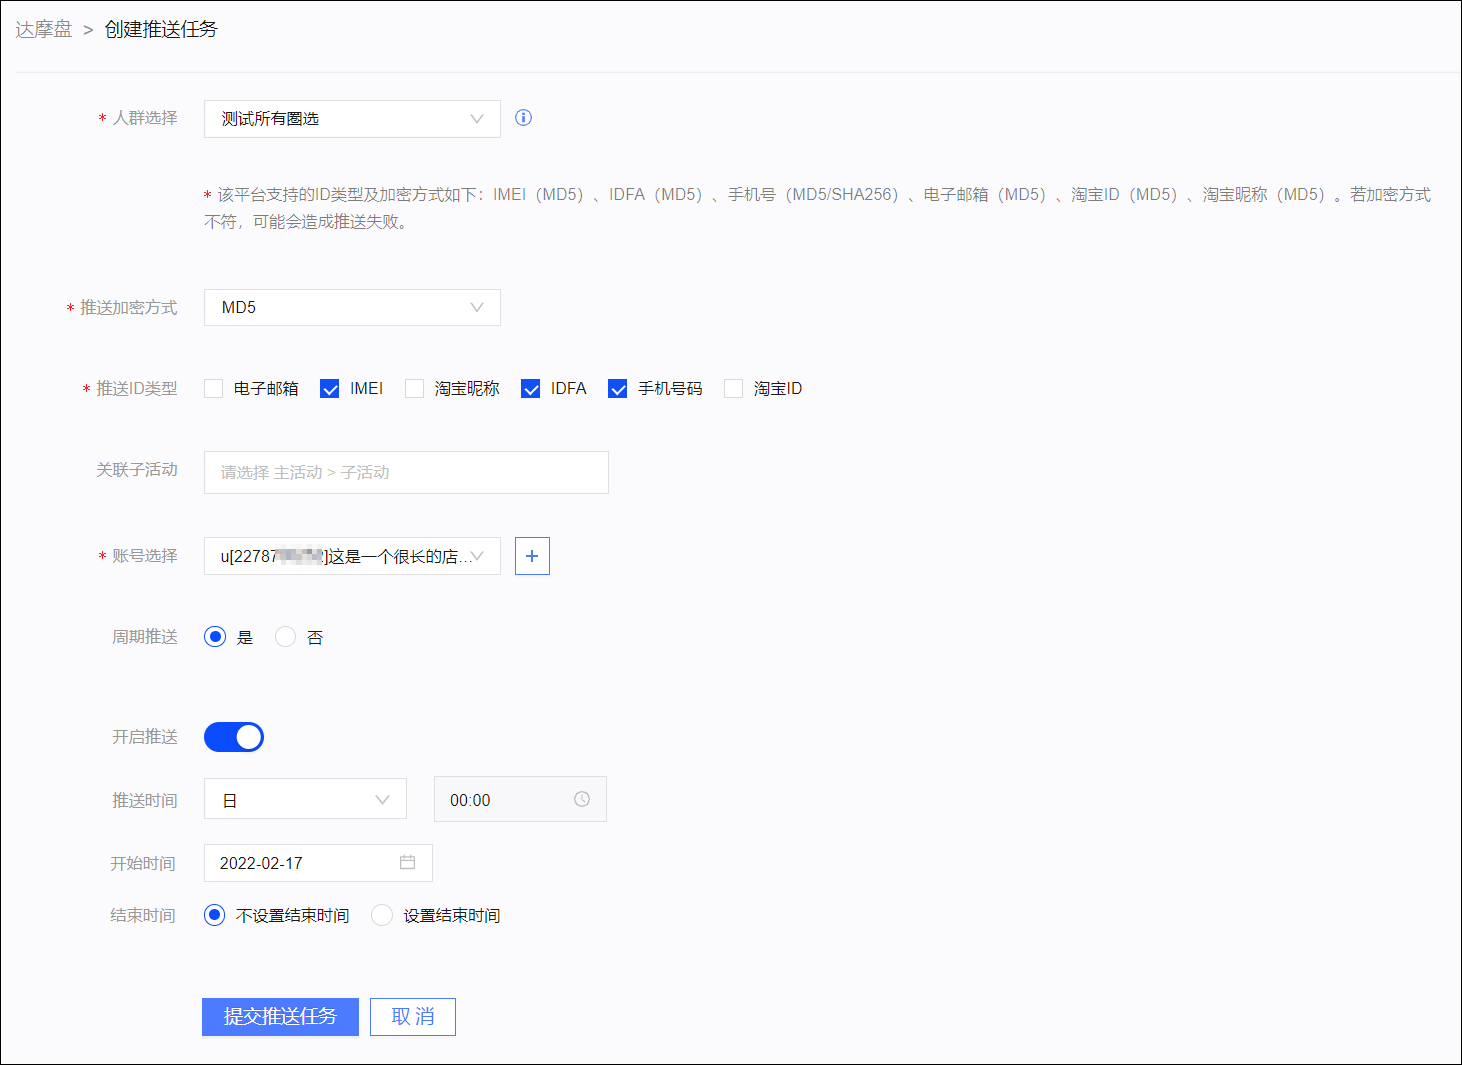 达摩盘 > 创建推送任务
* 人群选择 测试所有圈选
* 该平台支持的ID类型及加密方式如下：IMEI（MD5）、IDFA（MD5）、手机号（MD5/SHA256）、电子邮箱（MD5）、淘宝ID（MD5）、淘宝昵称（MD5）。若加密方式
不符，可能会造成推送失败。
* 推送加密方式 MD5
* 推送ID类型 电子邮箱 IMEI 淘宝昵称 IDFA 手机号码 淘宝ID
关联子活动 请选择 主活动 > 子活动
* 账号选择 u[2278 ]这是一个很长的店... +
周期推送 是 否
开启推送
推送时间 日 00:00
开始时间 2022-02-17
结束时间 不设置结束时间 设置结束时间
提交推送任务 取消